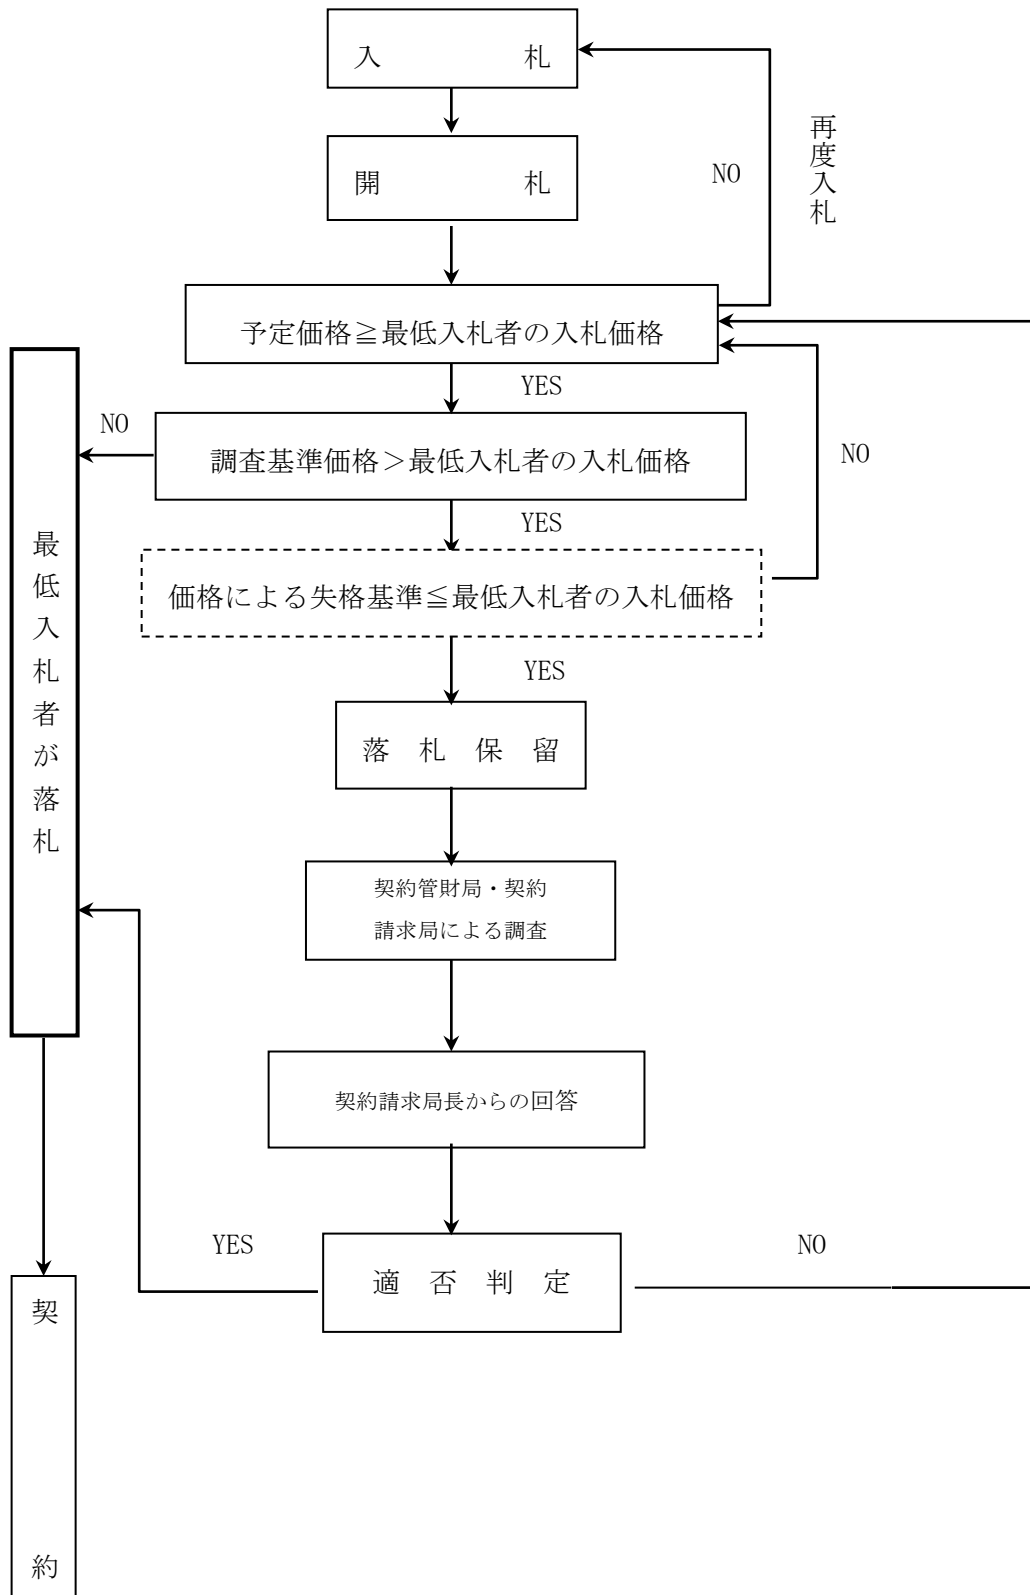 入　　　　　札
再度入札
NO
開　　　　　札
予定価格≧最低入札者の入札価格
YES
NO
調査基準価格＞最低入札者の入札価格
NO
YES
価格による失格基準≦最低入札者の入札価格
YES
最低入札者が落札
落　札　保　留
契約管財局・契約
請求局による調査
契約請求局長からの回答
YES
適　否　判　定
NO
契　　　　　約